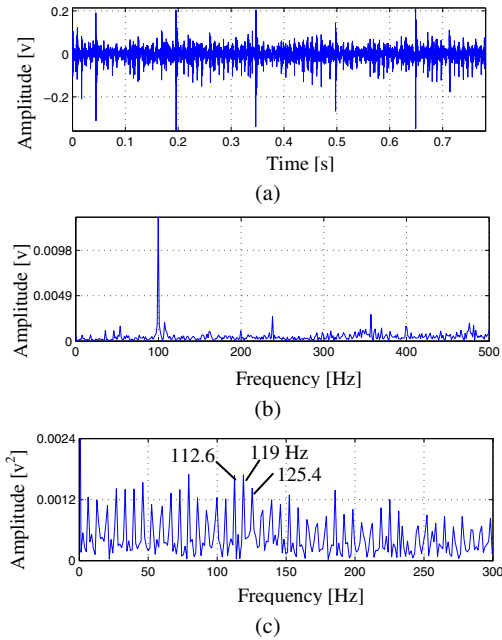 0.2
0
−0.2
Amplitude [v]
0 0.1 0.2 0.3 0.4 0.5 0.6 0.7
Time [s]
(a)
0.0098
0.0049
0
Amplitude [v]
0 100 200 300 400 500
Frequency [Hz]
(b)
0.0024
0.0012
0
Amplitude [v²]
112.6
119 Hz
125.4
0 50 100 150 200 250 300
Frequency [Hz]
(c)